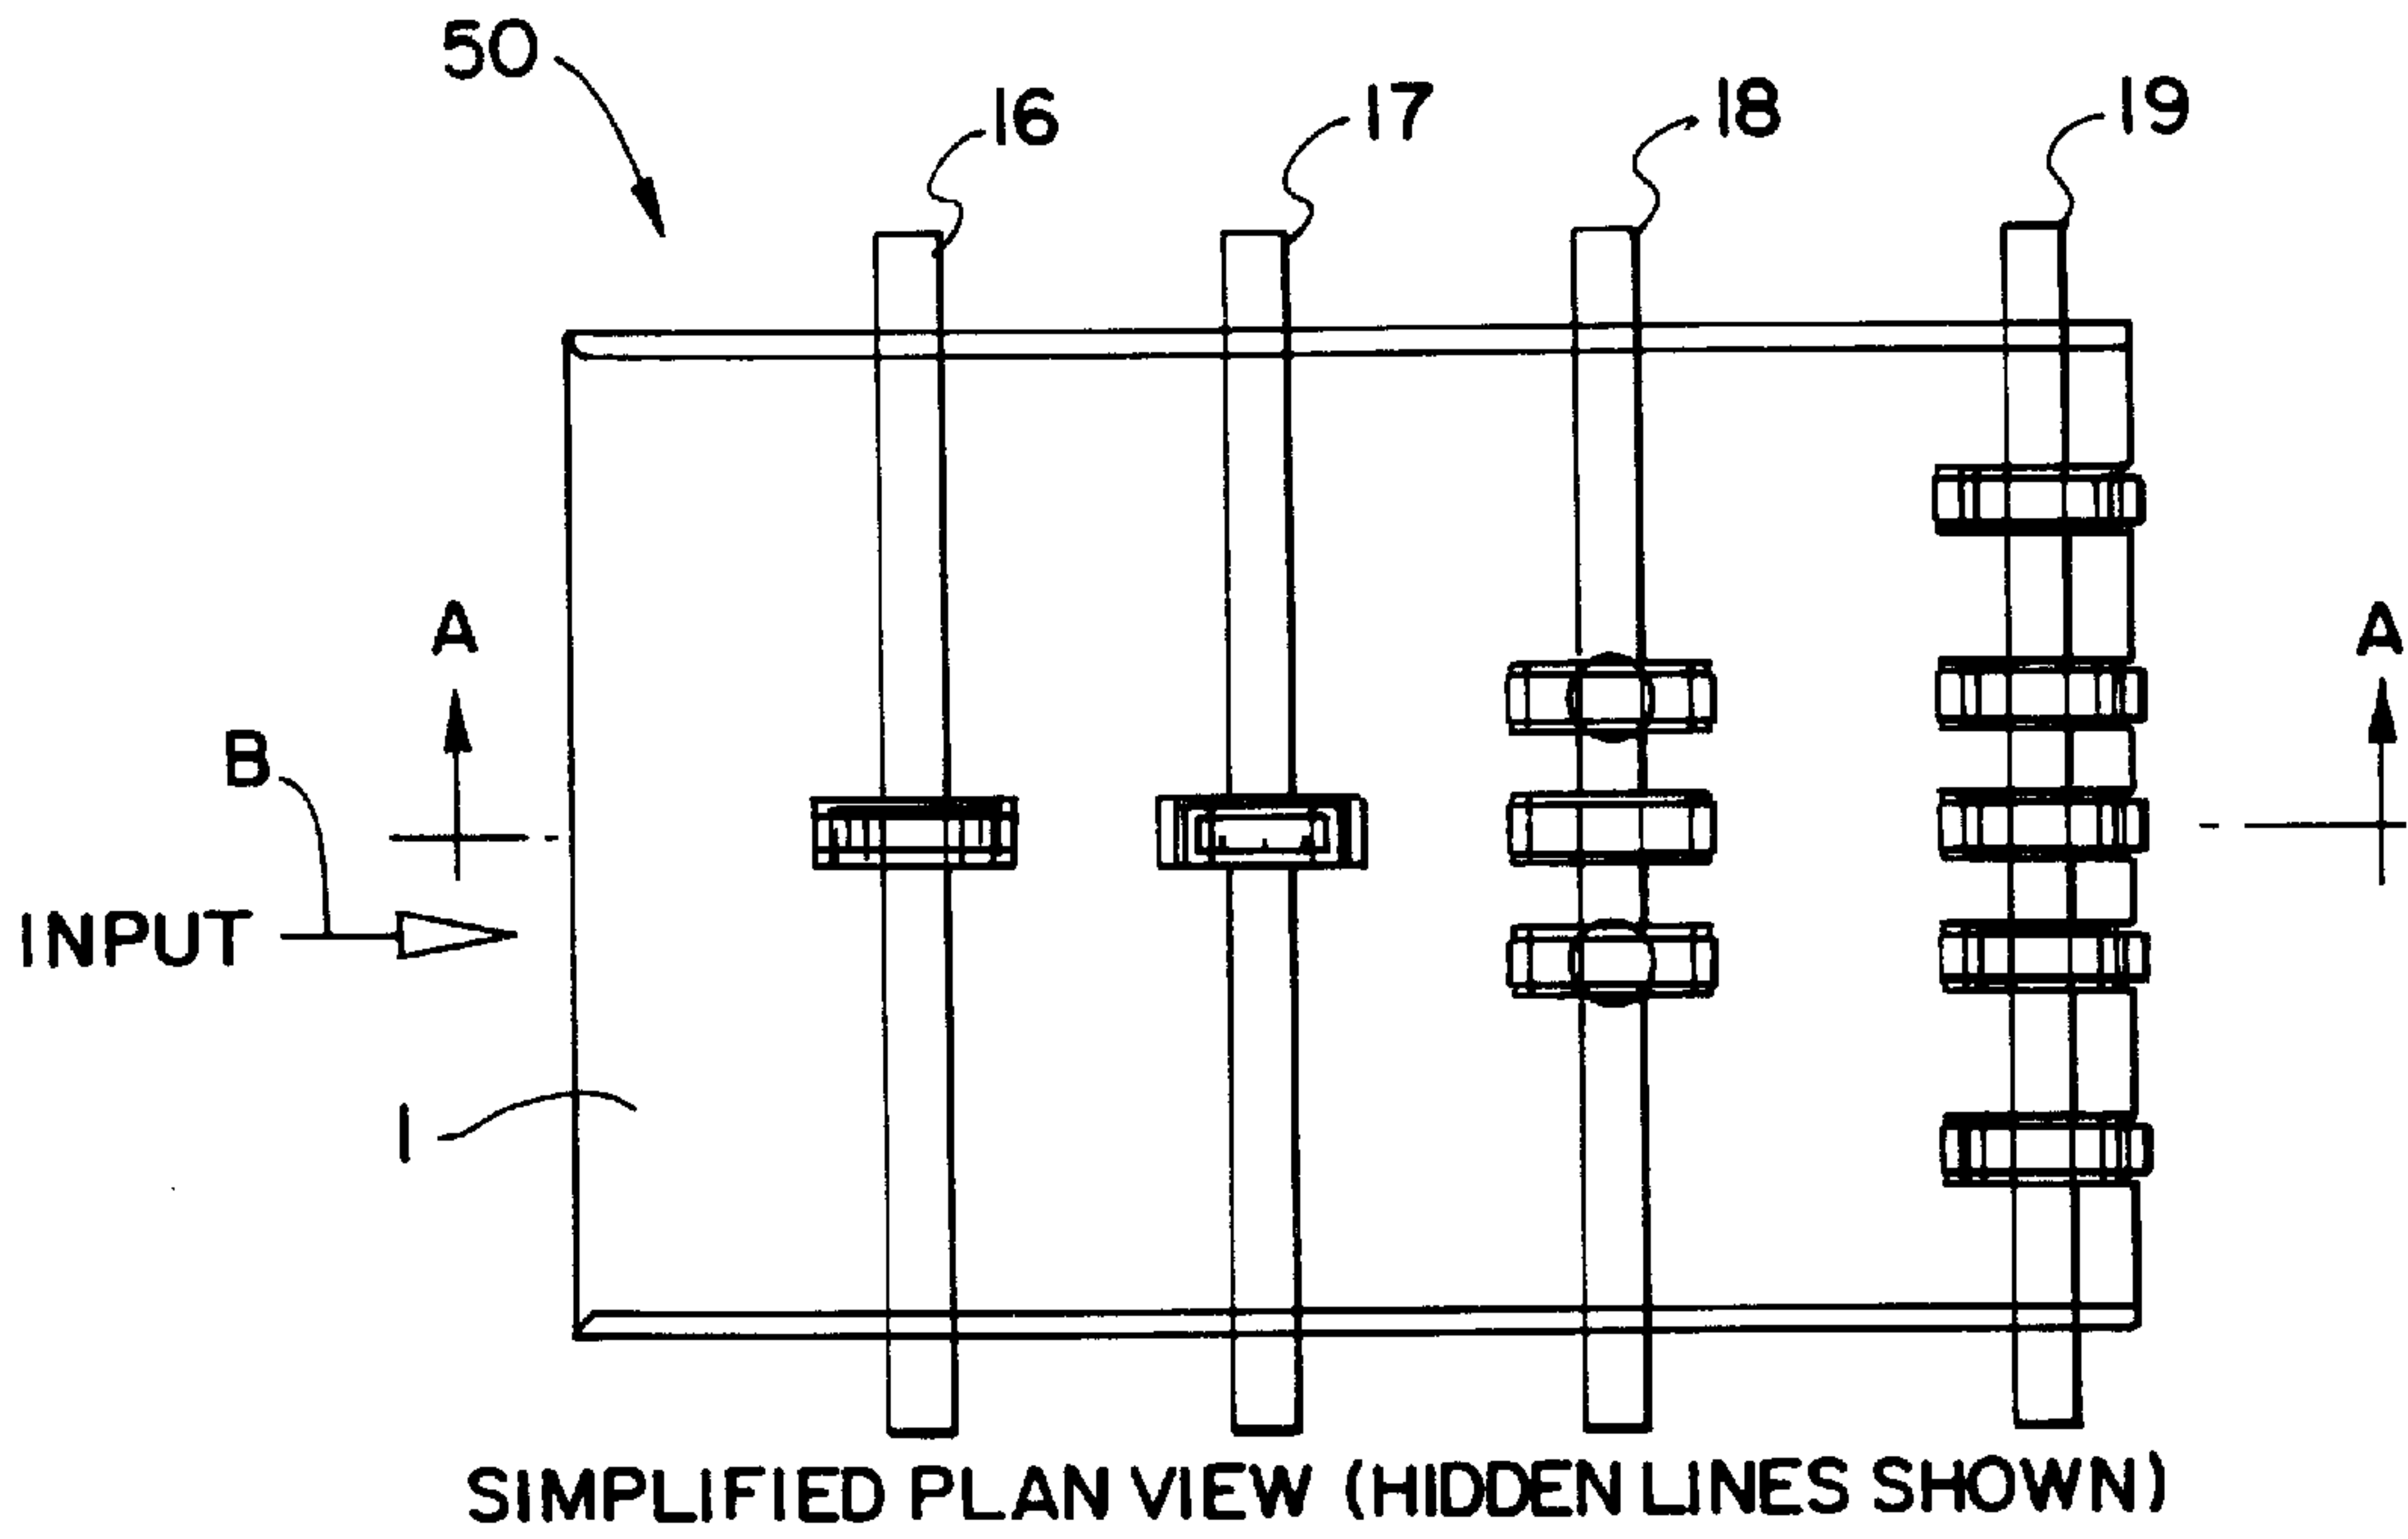 50
16
17
18
19
A
A
B
INPUT
1
SIMPLIFIED PLAN VIEW (HIDDEN LINES SHOWN)